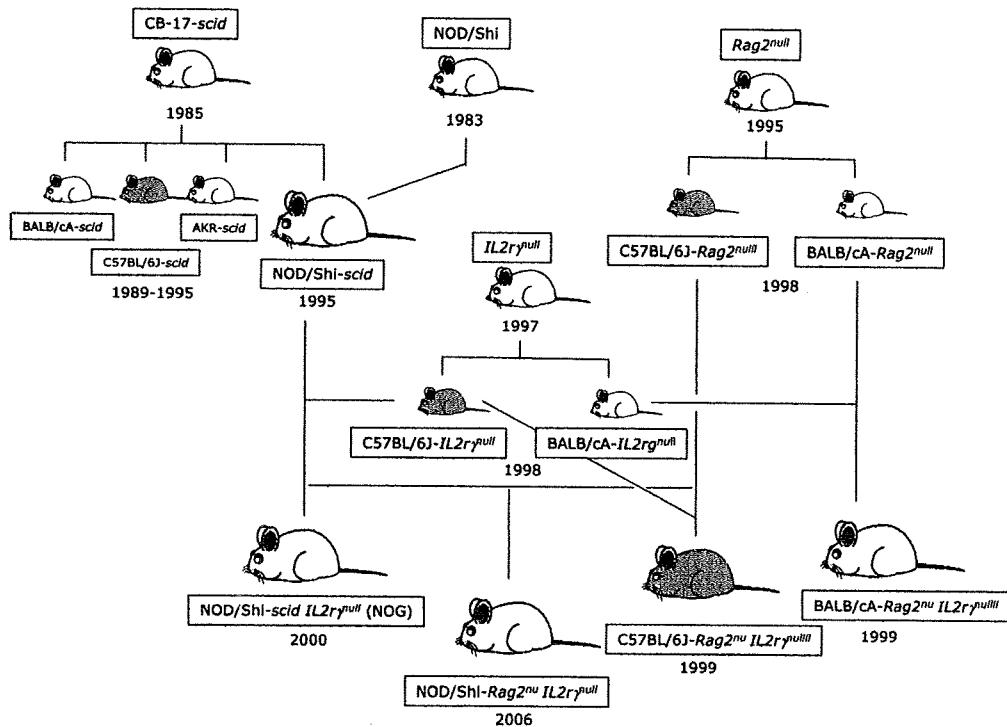 CB-17-scid
NOD/Shi
Rag2null
1985
1983
1995
BALB/cA-scid
AKR-scid
C57BL/6J-scid
1989-1995
NOD/Shi-scid
1995
IL2rγnull
1997
C57BL/6J-Rag2nulll
BALB/cA-Rag2null
1998
C57BL/6J-IL2rγnull
BALB/cA-IL2rgnull
1998
NOD/Shi-scid IL2rγnull (NOG)
2000
NOD/Shi-Rag2nu IL2rγnull
2006
C57BL/6J-Rag2nu IL2rγnullll
1999
BALB/cA-Rag2nu IL2rγnullll
1999